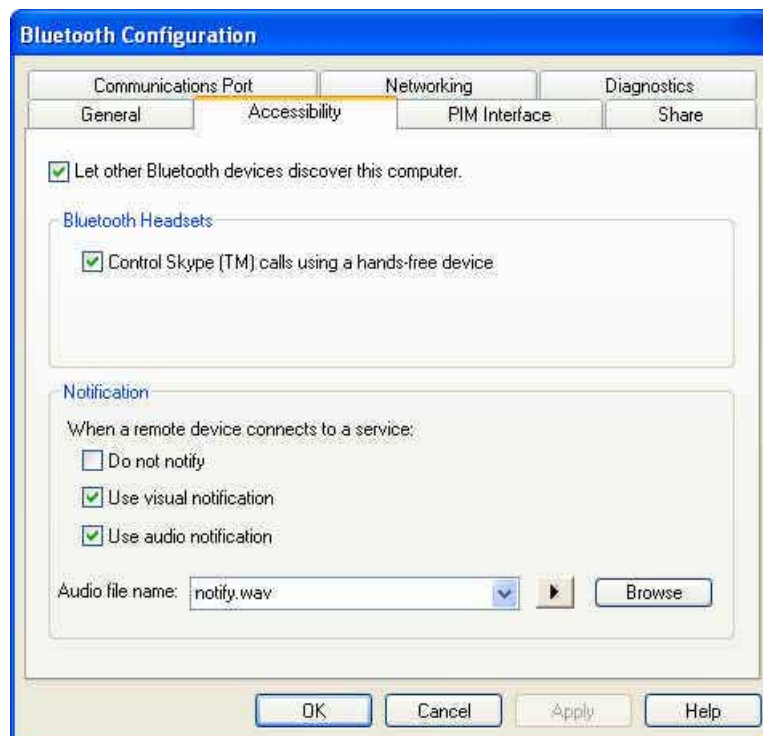 Bluetooth Configuration
Communications Port Networking Diagnostics
General Accessibility PIM Interface Share
Let other Bluetooth devices discover this computer.
Bluetooth Headsets
Control Skype (TM) calls using a hands-free device
Notification
When a remote device connects to a service:
Do not notify
Use visual notification
Use audio notification
Audio file name: notify.wav Browse
OK Cancel Apply Help